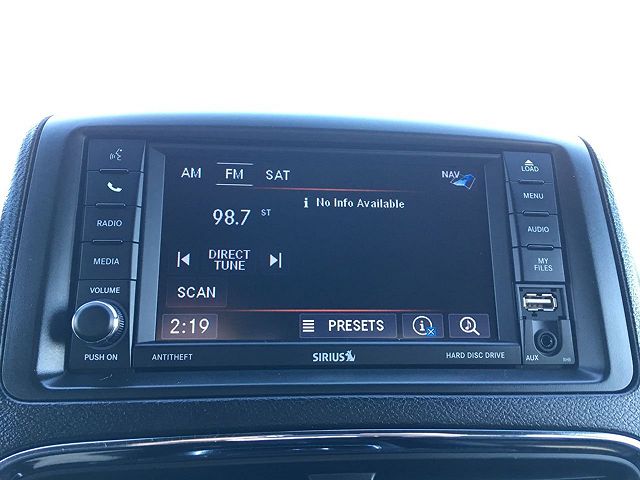 AM FM SAT NAV
98.7 ST
i No Info Available
DIRECT TUNE
SCAN
2:19 PRESETS i
RADIO
MEDIA
VOLUME
PUSH ON
ANTITHEFT
SIRIUS
HARD DISC DRIVE
LOAD
MENU
AUDIO
MY FILES
AUX
RHB